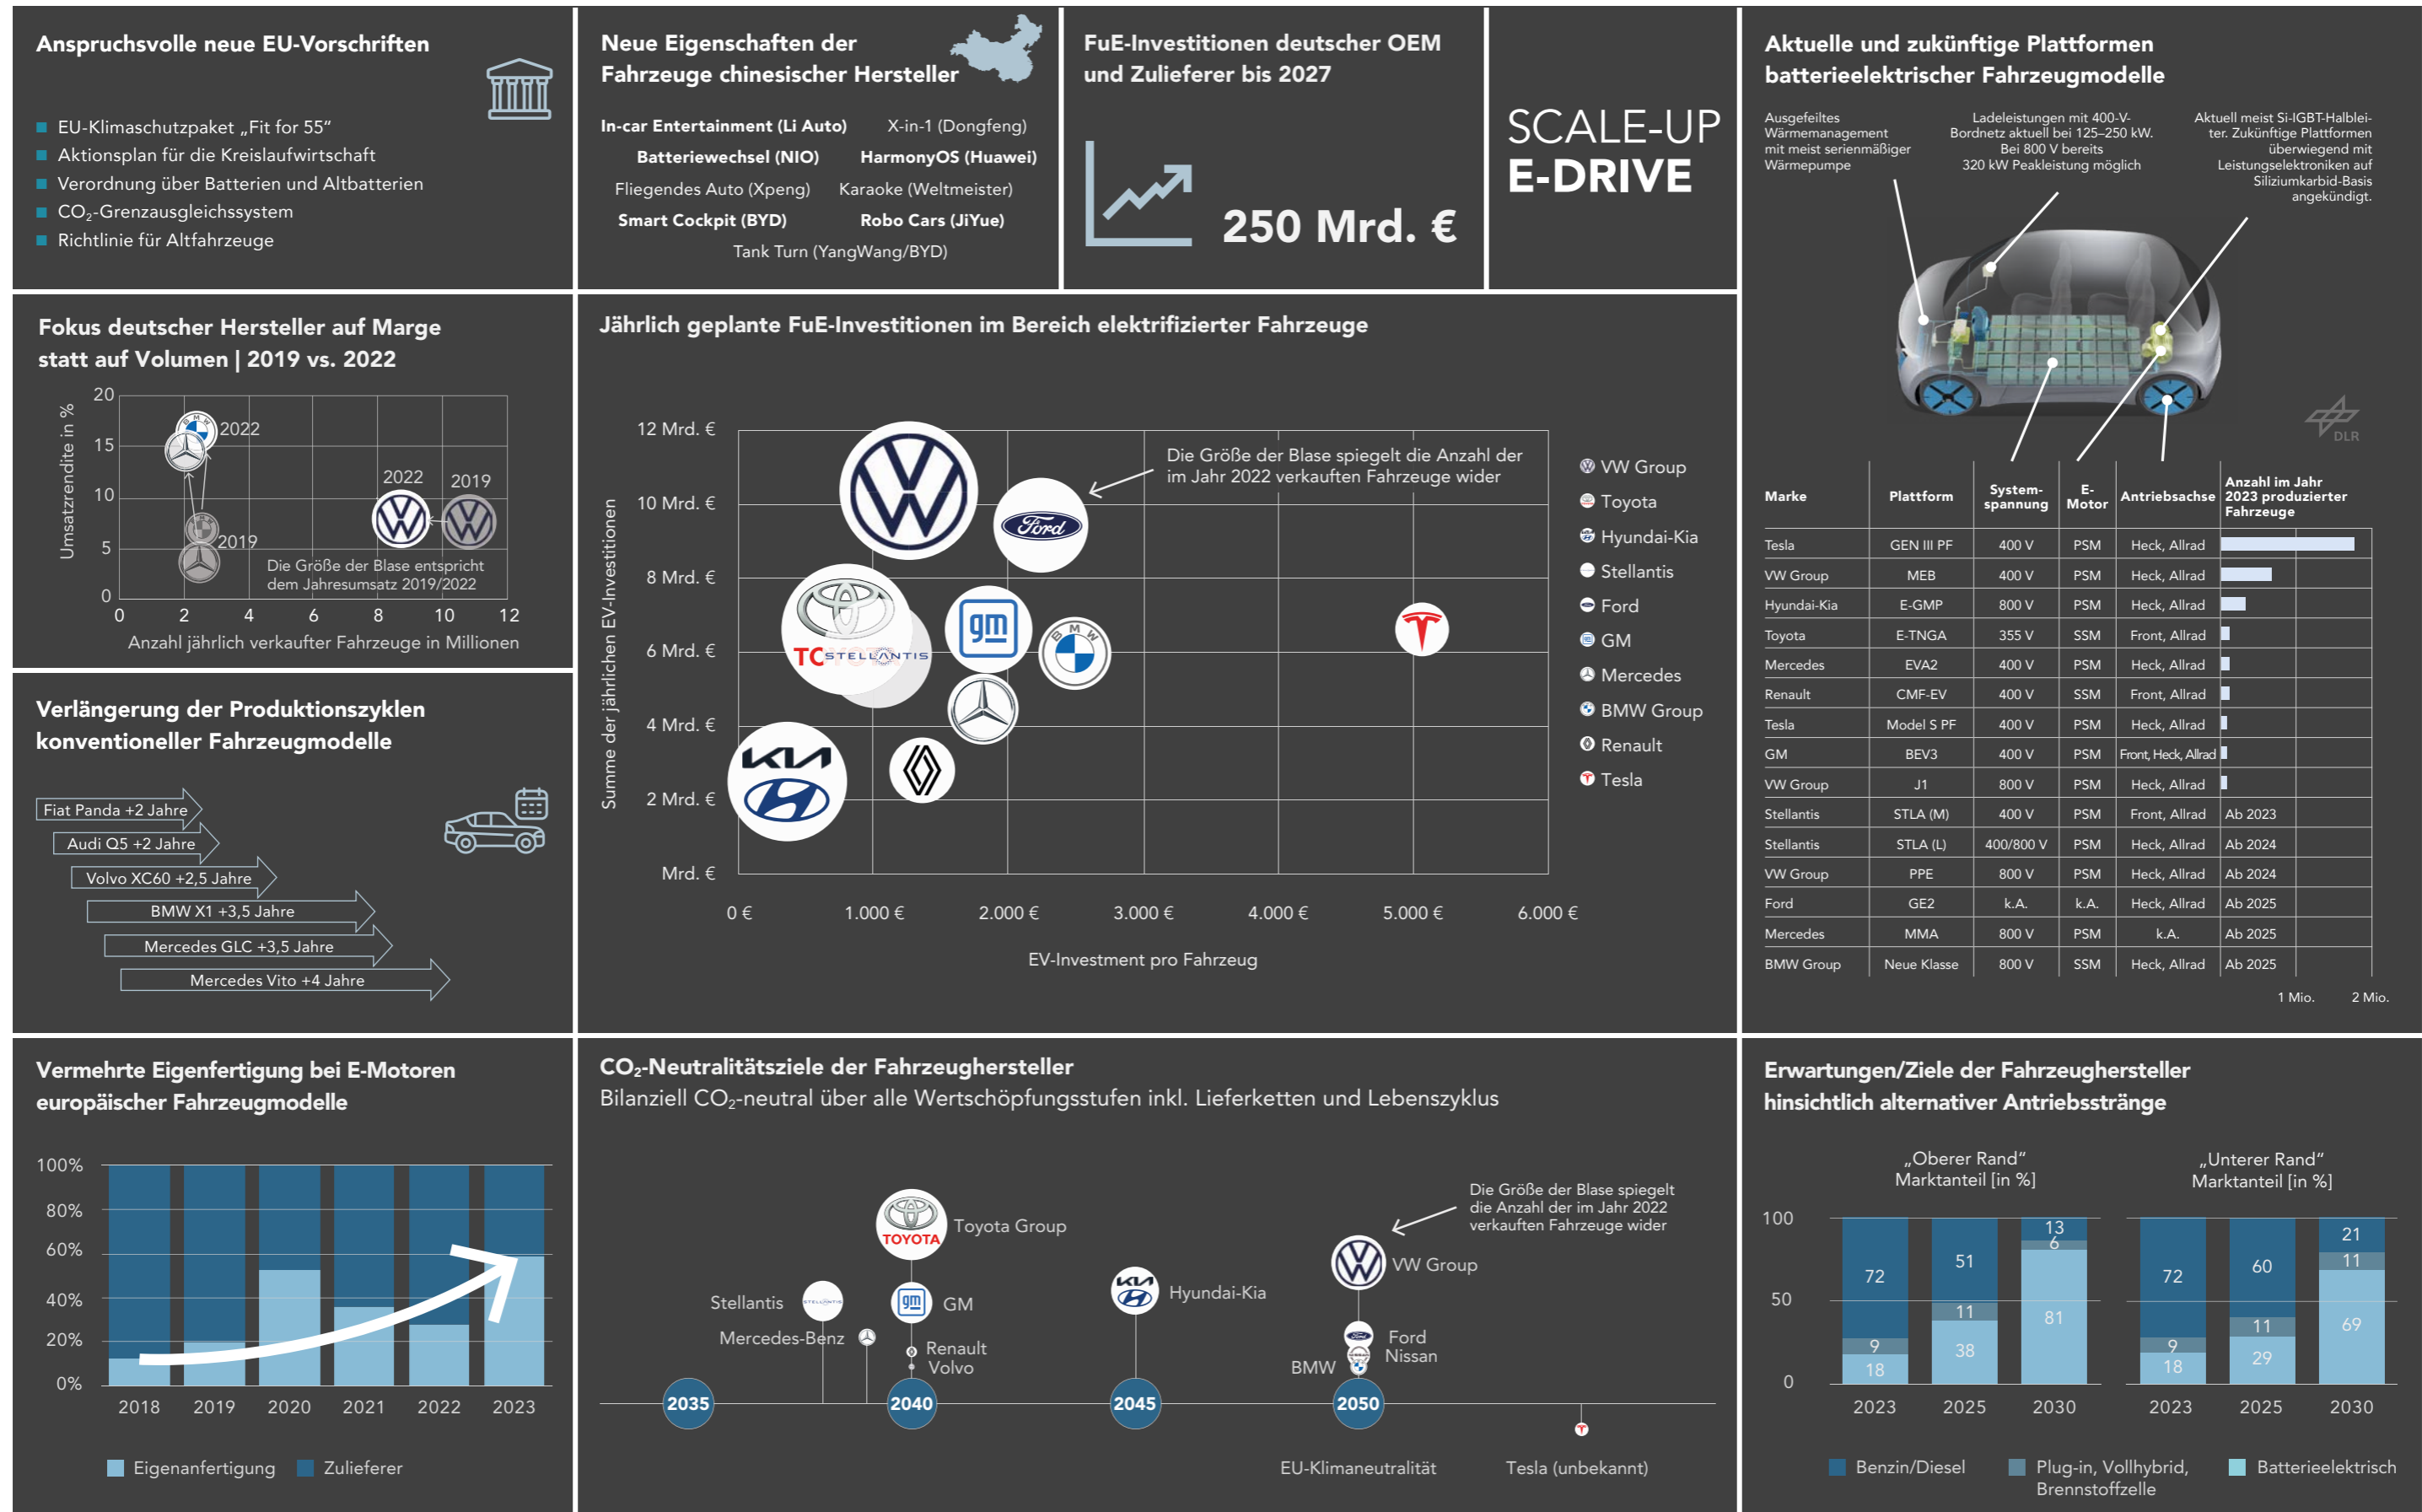 Anspruchsvolle neue EU-Vorschriften
EU-Klimaschutzpaket „Fit for 55“
Aktionsplan für die Kreislaufwirtschaft
Verordnung über Batterien und Altbatterien
CO₂-Grenzausgleichssystem
Richtlinie für Altfahrzeuge
Neue Eigenschaften der
Fahrzeuge chinesischer Hersteller
In-car Entertainment (Li Auto) X-in-1 (Dongfeng)
Batteriewechsel (NIO) HarmonyOS (Huawei)
Fliegendes Auto (Xpeng) Karaoke (Weltmeister)
Smart Cockpit (BYD) Robo Cars (JiYue)
Tank Turn (YangWang/BYD)
FuE-Investitionen deutscher OEM
und Zulieferer bis 2027
250 Mrd. €
SCALE-UP
E-DRIVE
Aktuelle und zukünftige Plattformen
batterieelektrischer Fahrzeugmodelle
Ausgefeiltes
Wärmemanagement
mit meist serienmäßiger
Wärmepumpe
Ladeleistungen mit 400-V-
Bordnetz aktuell bei 125–250 kW.
Bei 800 V bereits
320 kW Peakleistung möglich
Aktuell meist Si-IGBT-Halblei-
ter. Zukünftige Plattformen
überwiegend mit
Leistungselektroniken auf
Siliziumkarbid-Basis
angekündigt.
DLR
Marke Plattform System-spannung E-Motor Antriebsachse Anzahl im Jahr 2023 produzierter Fahrzeuge
Tesla GEN III PF 400 V PSM Heck, Allrad
VW Group MEB 400 V PSM Heck, Allrad
Hyundai-Kia E-GMP 800 V PSM Heck, Allrad
Toyota E-TNGA 355 V SSM Front, Allrad
Mercedes EVA2 400 V PSM Heck, Allrad
Renault CMF-EV 400 V SSM Front, Allrad
Tesla Model S PF 400 V PSM Heck, Allrad
GM BEV3 400 V PSM Front, Heck, Allrad
VW Group J1 800 V PSM Heck, Allrad
Stellantis STLA (M) 400 V PSM Front, Allrad Ab 2023
Stellantis STLA (L) 400/800 V PSM Heck, Allrad Ab 2024
VW Group PPE 800 V PSM Heck, Allrad Ab 2024
Ford GE2 k.A. k.A. Heck, Allrad Ab 2025
Mercedes MMA 800 V PSM k.A. Ab 2025
BMW Group Neue Klasse 800 V SSM Heck, Allrad Ab 2025
1 Mio. 2 Mio.
Fokus deutscher Hersteller auf Marge
statt auf Volumen | 2019 vs. 2022
Umsatzrendite in %
20
15
10
5
0
BMW
2022
2022 2019
2019
Die Größe der Blase entspricht
dem Jahresumsatz 2019/2022
0 2 4 6 8 10 12
Anzahl jährlich verkaufter Fahrzeuge in Millionen
Verlängerung der Produktionszyklen
konventioneller Fahrzeugmodelle
Fiat Panda +2 Jahre
Audi Q5 +2 Jahre
Volvo XC60 +2,5 Jahre
BMW X1 +3,5 Jahre
Mercedes GLC +3,5 Jahre
Mercedes Vito +4 Jahre
Jährlich geplante FuE-Investitionen im Bereich elektrifizierter Fahrzeuge
Summe der jährlichen EV-Investitionen
12 Mrd. €
10 Mrd. €
8 Mrd. €
6 Mrd. €
4 Mrd. €
2 Mrd. €
Mrd. €
Die Größe der Blase spiegelt die Anzahl der
im Jahr 2022 verkauften Fahrzeuge wider
Ford
gm
STELLANTIS
BMW
KIA
0 € 1.000 € 2.000 € 3.000 € 4.000 € 5.000 € 6.000 €
EV-Investment pro Fahrzeug
VW Group
Toyota
Hyundai-Kia
Stellantis
Ford
GM
Mercedes
BMW Group
Renault
Tesla
Vermehrte Eigenfertigung bei E-Motoren
europäischer Fahrzeugmodelle
100%
80%
60%
40%
20%
0%
2018 2019 2020 2021 2022 2023
Eigenanfertigung Zulieferer
CO₂-Neutralitätsziele der Fahrzeughersteller
Bilanziell CO₂-neutral über alle Wertschöpfungsstufen inkl. Lieferketten und Lebenszyklus
Die Größe der Blase spiegelt
die Anzahl der im Jahr 2022
verkauften Fahrzeuge wider
TOYOTA
Toyota Group
VW Group
KIA
Hyundai-Kia
Stellantis
STELLANTIS
gm
GM
Mercedes-Benz
Renault
Volvo
Ford
Ford
Nissan
BMW
2035 2040 2045 2050
EU-Klimaneutralität
Tesla (unbekannt)
Erwartungen/Ziele der Fahrzeughersteller
hinsichtlich alternativer Antriebsstränge
„Oberer Rand“
Marktanteil [in %]
„Unterer Rand“
Marktanteil [in %]
100
50
0
72
9
18
51
11
38
13
6
81
72
9
18
60
11
29
21
11
69
2023 2025 2030
2023 2025 2030
Benzin/Diesel
Plug-in, Vollhybrid,
Brennstoffzelle
Batterieelektrisch